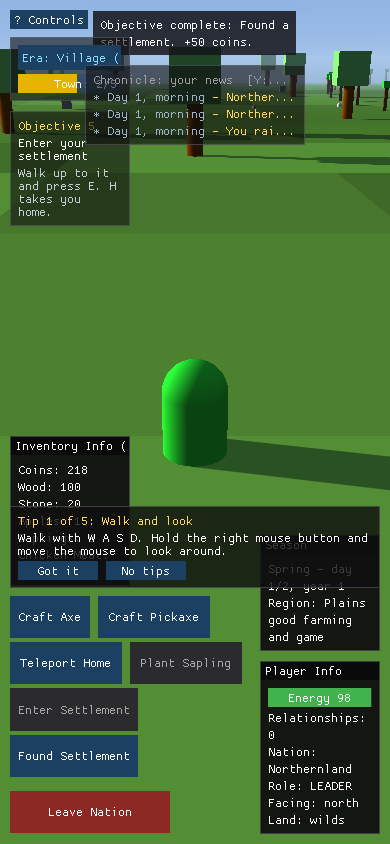 ? Controls
Objective complete: Found a
settlement. +50 coins.
Era: Village (
Town
Chronicle: your news [Y:...
* Day 1, morning - Norther...
* Day 1, morning - Norther...
* Day 1, morning - You rai...
Objective
Enter your
settlement
Walk up to it
and press E. H
takes you
home.
Inventory Info (
Coins: 218
Wood: 100
Stone: 20
Tip 1 of 5: Walk and look
Walk with W A S D. Hold the right mouse button and
move the mouse to look around.
Got it
No tips
Season
Spring - day
1/2, year 1
Region: Plains
good farming
and game
Craft Axe
Craft Pickaxe
Teleport Home
Plant Sapling
Enter Settlement
Found Settlement
Leave Nation
Player Info
Energy 98
Relationships:
0
Nation:
Northernland
Role: LEADER
Facing: north
Land: wilds